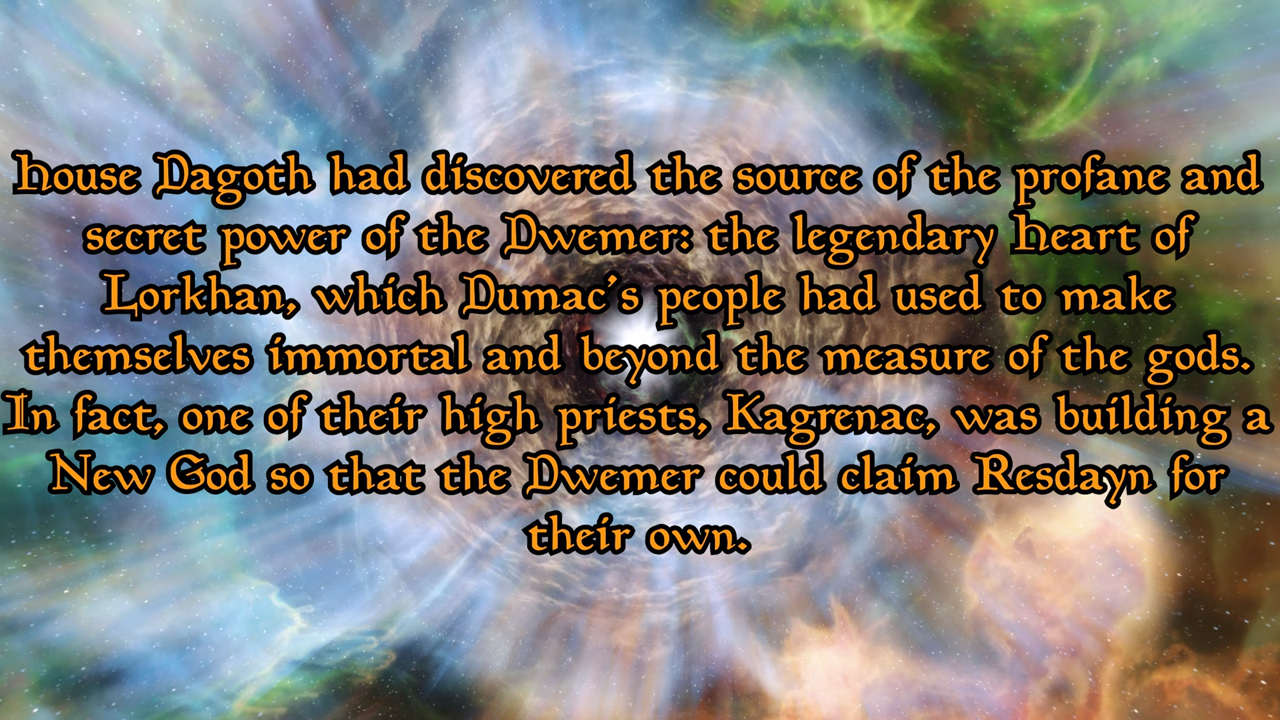 House Dagoth had discovered the source of the profane and
secret power of the Dwemer: the legendary Heart of
Lorkhan, which Dumac's people had used to make
themselves immortal and beyond the measure of the gods.
In fact, one of their high priests, Kagrenac, was building a
New God so that the Dwemer could claim Resdayn for
their own.